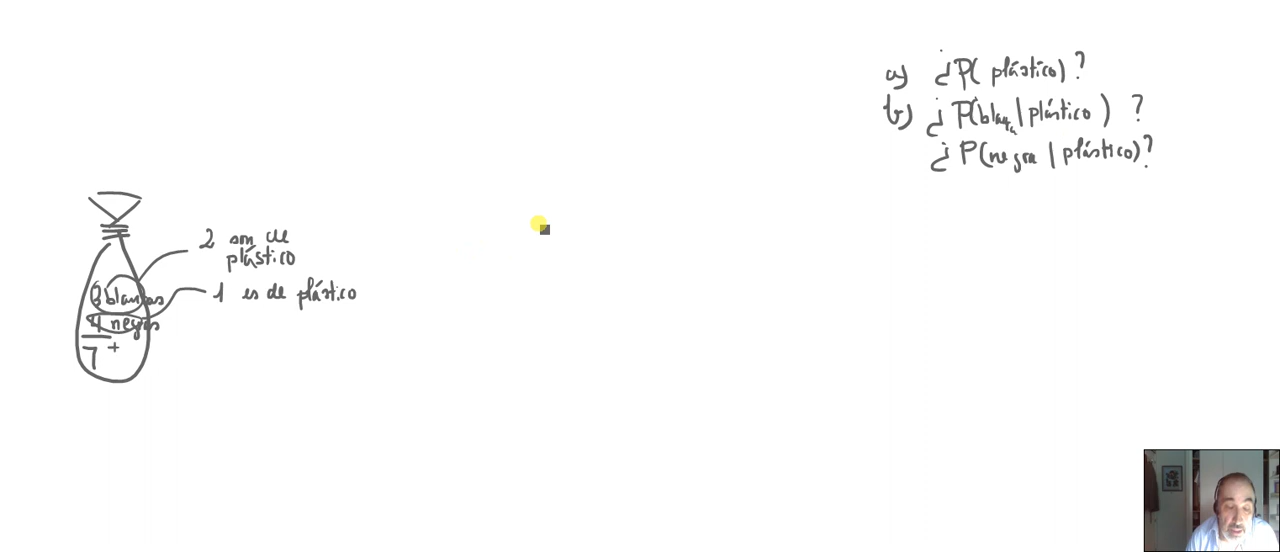 a) ¿P( plástico)?
b) ¿P(blanca|plástico) ?
¿P(negra | plástico)?
2 son de
plástico
3 blancas
1 es de plástico
4 negras
7 +